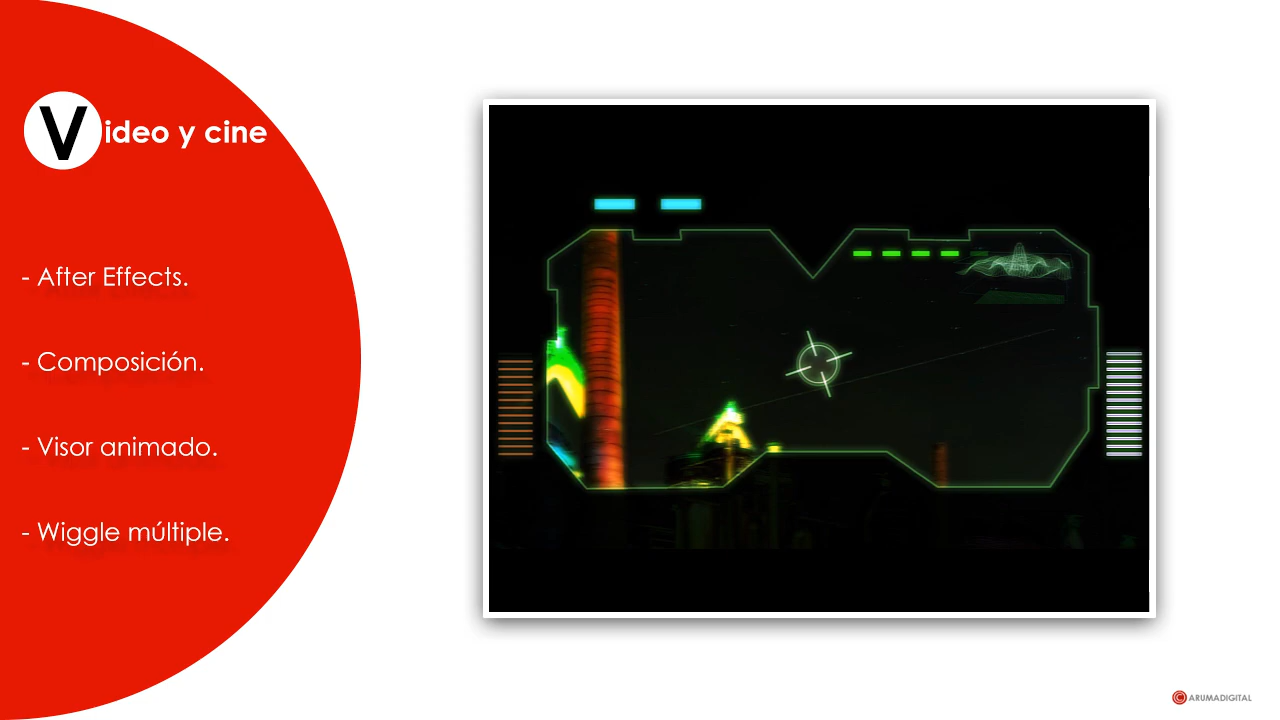 Video y cine
- After Effects.
- Composición.
- Visor animado.
- Wiggle múltiple.
ARUMADIGITAL